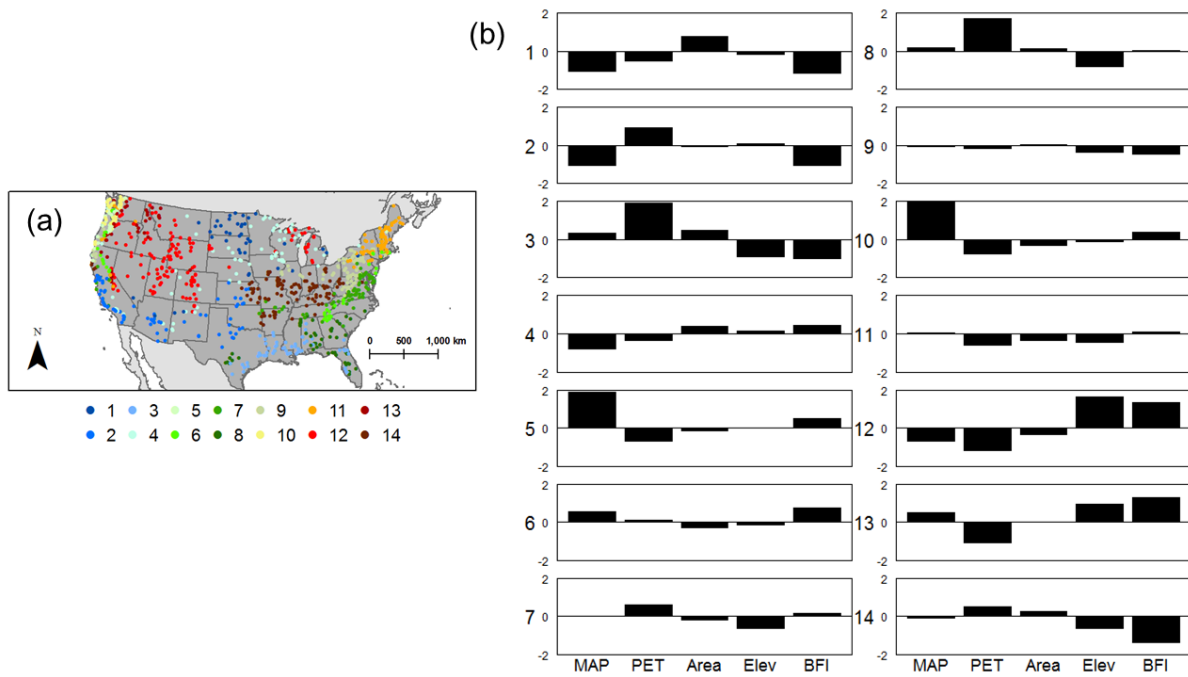 (a)
N
0 500 1,000 km
1 3 5 7 9 11 13
2 4 6 8 10 12 14
(b)
1 2 0 -2
2 2 0 -2
3 2 0 -2
4 2 0 -2
5 2 0 -2
6 2 0 -2
7 2 0 -2
MAP PET Area Elev BFI
8 2 0 -2
9 2 0 -2
10 2 0 -2
11 2 0 -2
12 2 0 -2
13 2 0 -2
14 2 0 -2
MAP PET Area Elev BFI